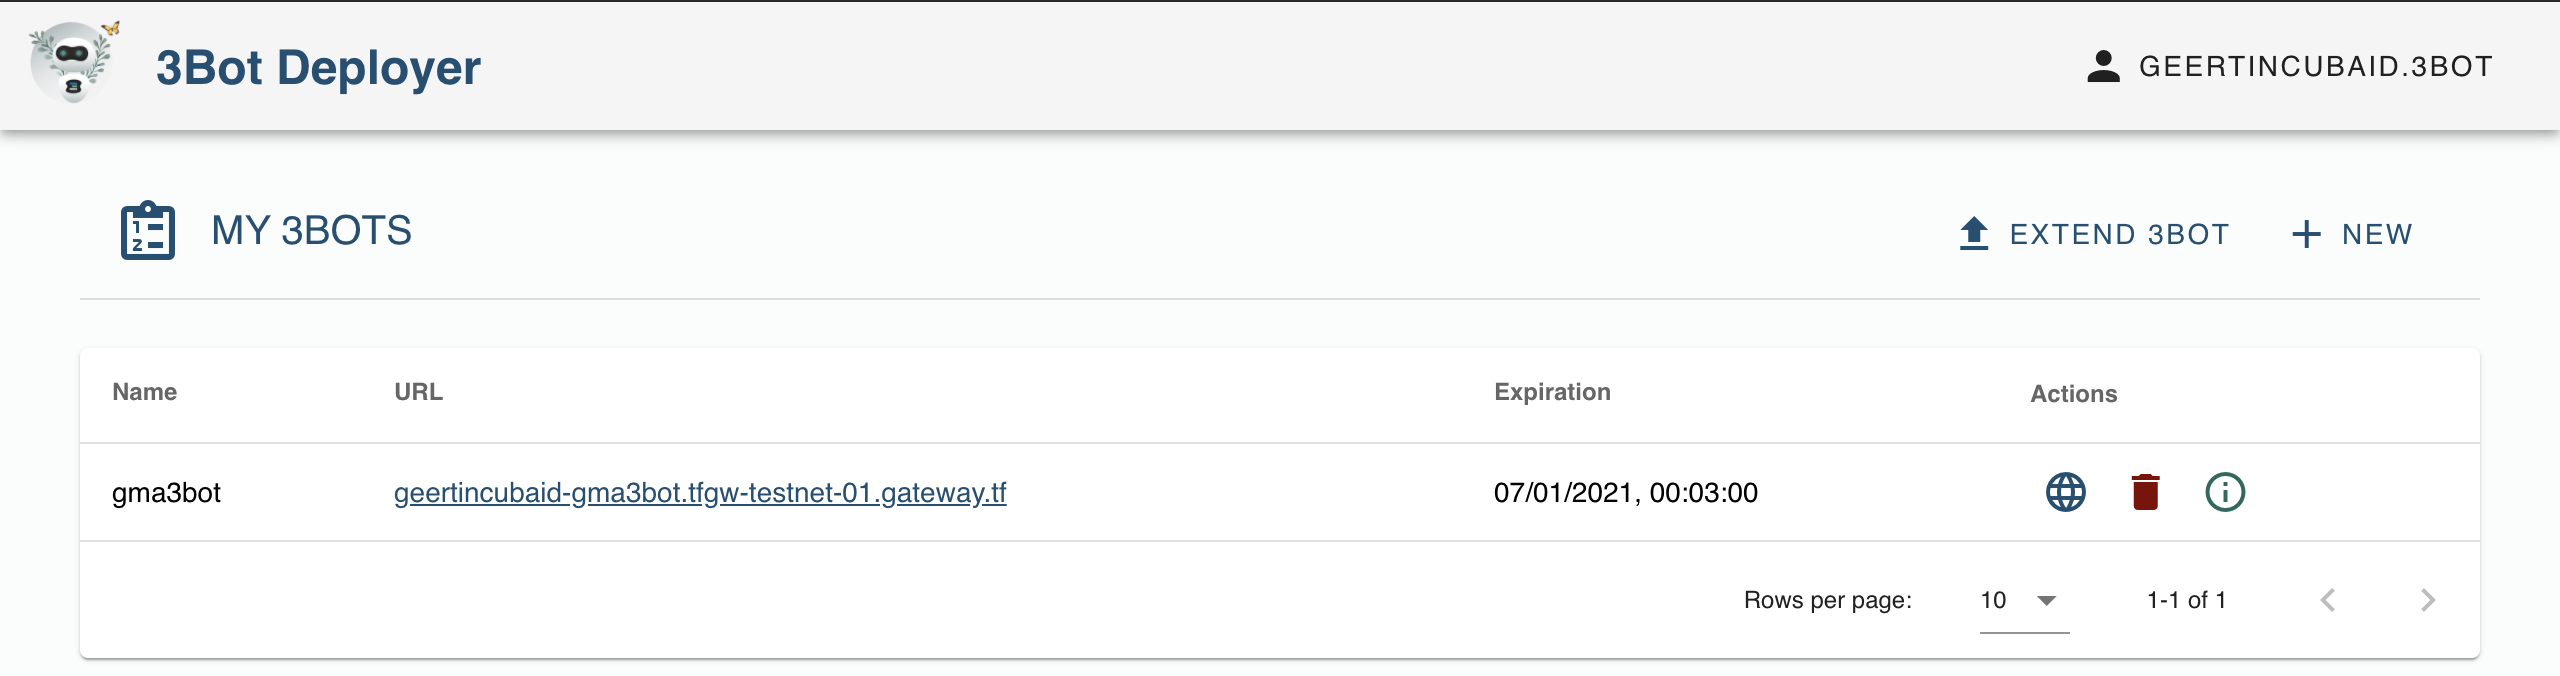 3Bot Deployer
GEERTINCUBAID.3BOT
MY 3BOTS
EXTEND 3BOT
NEW
Name URL Expiration Actions
gma3bot geertincubaid-gma3bot.tfgw-testnet-01.gateway.tf 07/01/2021, 00:03:00
Rows per page: 10 1-1 of 1